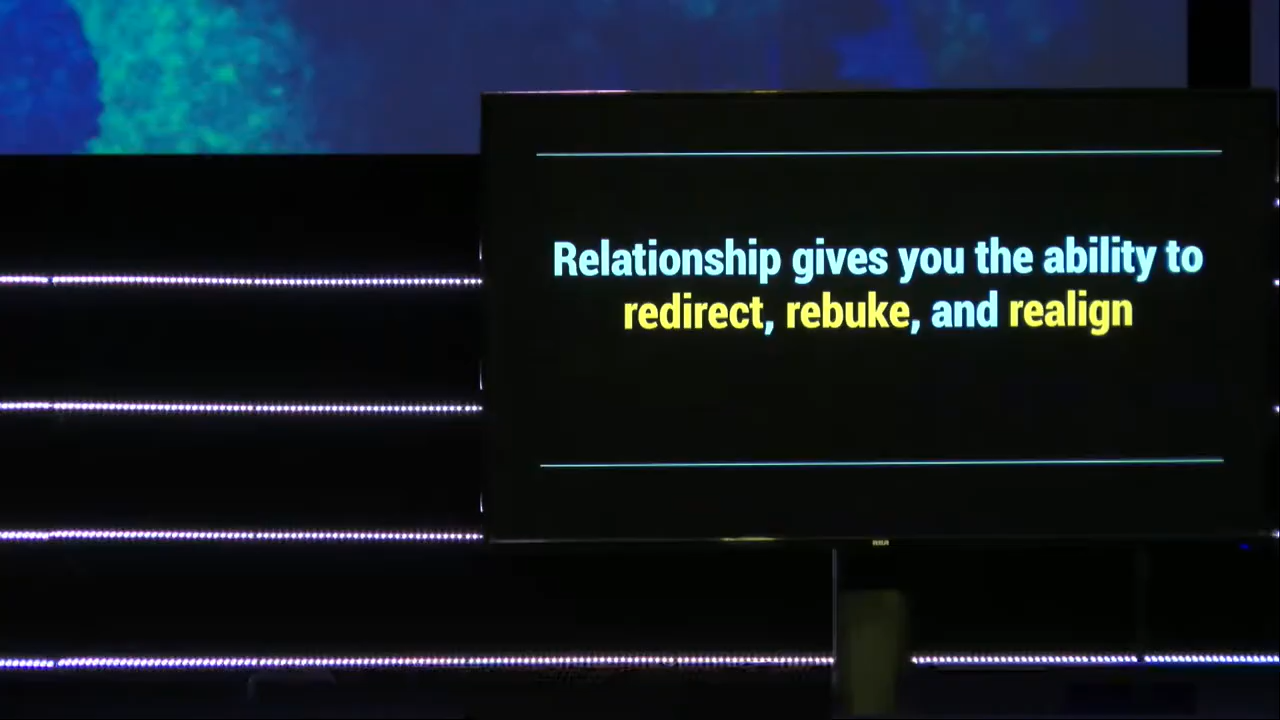 Relationship gives you the ability to
redirect, rebuke, and realign